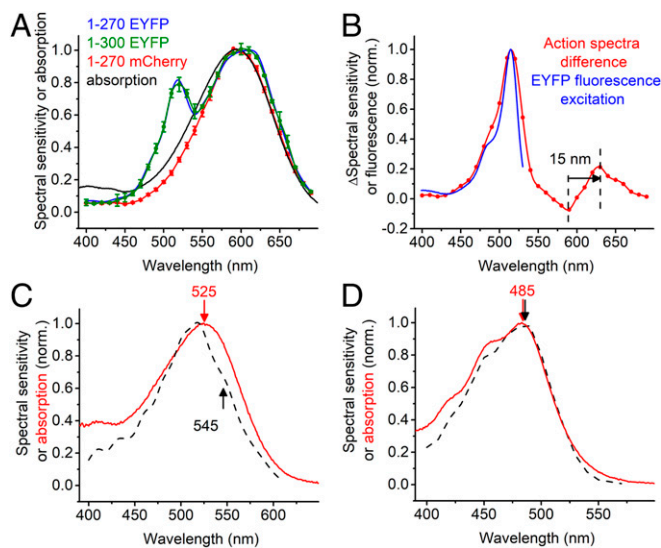 A
1-270 EYFP
1-300 EYFP
1-270 mCherry
absorption
Spectral sensitivity or absorption
1.0
0.8
0.6
0.4
0.2
0.0
400 450 500 550 600 650
Wavelength (nm)
B
Action spectra
difference
EYFP fluorescence
excitation
15 nm
ΔSpectral sensitivity
or fluorescence (norm.)
1.0
0.8
0.6
0.4
0.2
0.0
-0.2
400 450 500 550 600 650
Wavelength (nm)
C
525
545
Spectral sensitivity
or absorption (norm.)
1.0
0.8
0.6
0.4
0.2
0.0
400 450 500 550 600
Wavelength (nm)
D
485
Spectral sensitivity
or absorption (norm.)
1.0
0.8
0.6
0.4
0.2
0.0
400 450 500 550 600
Wavelength (nm)